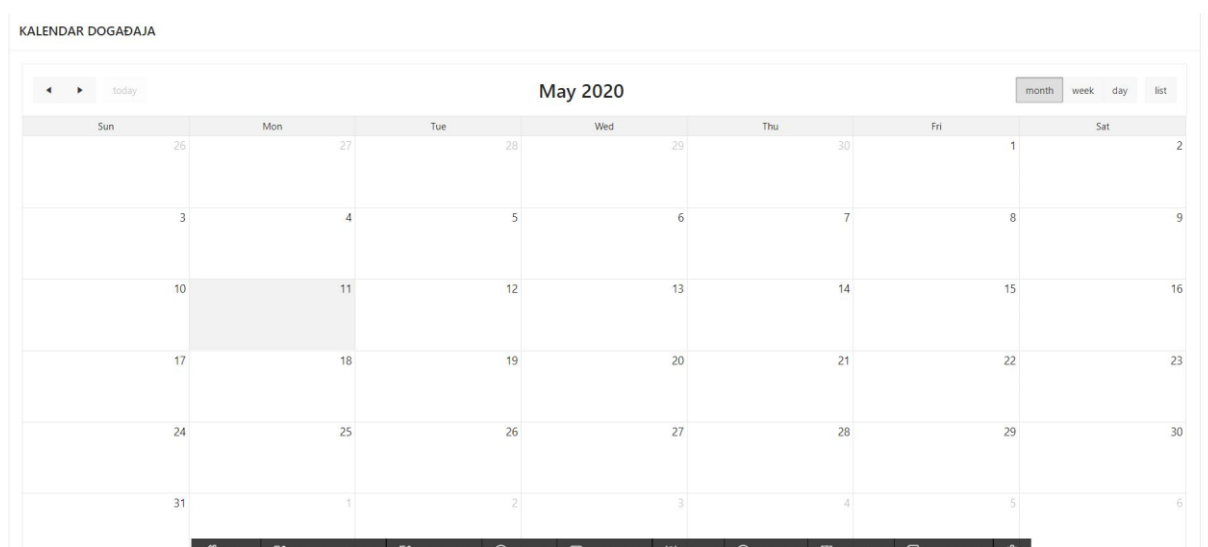 KALENDAR DOGAĐAJA
today May 2020 month week day list
Sun Mon Tue Wed Thu Fri Sat
26 27 28 29 30 1 2
3 4 5 6 7 8 9
10 11 12 13 14 15 16
17 18 19 20 21 22 23
24 25 26 27 28 29 30
31 1 2 3 4 5 6